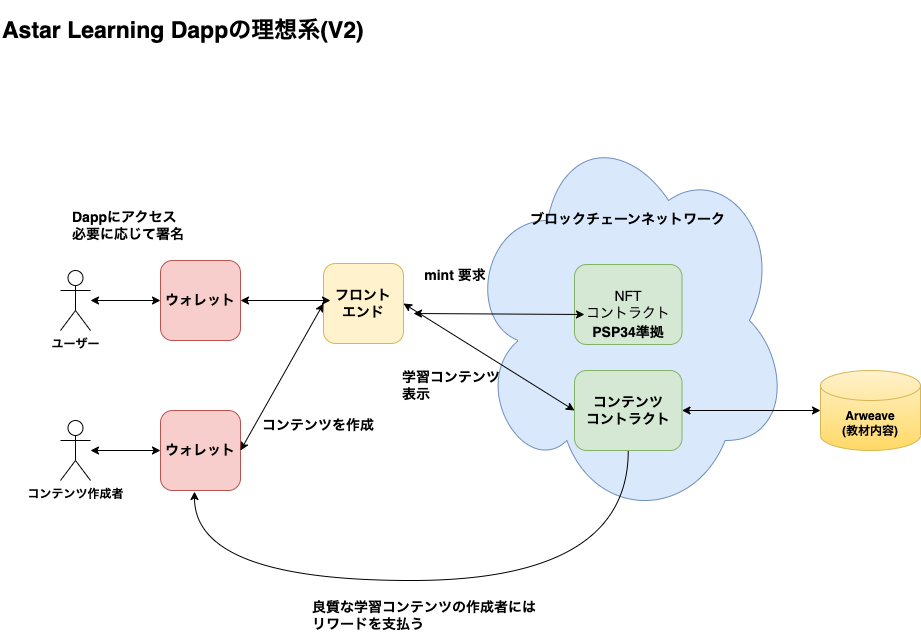 Astar Learning Dappの理想系(V2)
Dappにアクセス
必要に応じて署名
ブロックチェーンネットワーク
mint 要求
ユーザー
ウォレット
フロント
エンド
NFT
コントラクト
PSP34準拠
学習コンテンツ
表示
コンテンツ
コントラクト
Arweave
(教材内容)
コンテンツを作成
コンテンツ作成者
ウォレット
良質な学習コンテンツの作成者には
リワードを支払う